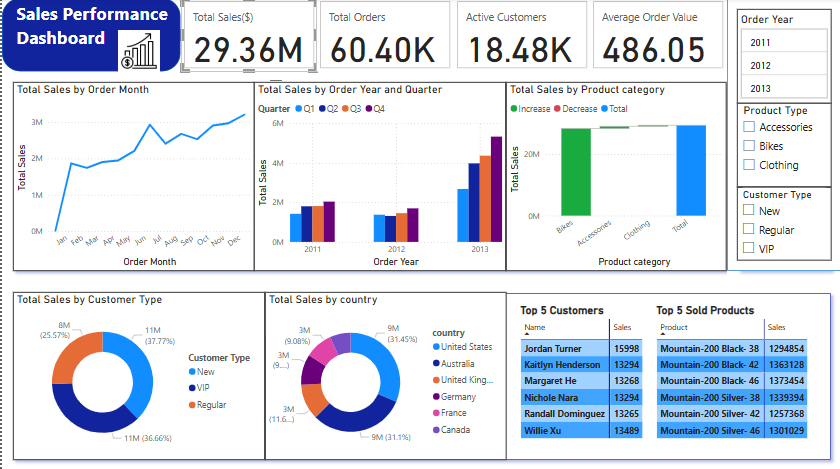 Sales Performance
Dashboard
Total Sales($)
29.36M
Total Orders
60.40K
Active Customers
18.48K
Average Order Value
486.05
Order Year
2011
2012
2013
Product Type
Accessories
Bikes
Clothing
Customer Type
New
Regular
VIP
Total Sales by Order Month
Total Sales
3M
2M
1M
0M
Jan Feb Mar Apr May Jun Jul Aug Sep Oct Nov Dec
Order Month
Total Sales by Order Year and Quarter
Quarter Q1 Q2 Q3 Q4
Total Sales
6M
4M
2M
0M
2011 2012 2013
Order Year
Total Sales by Product category
Increase Decrease Total
Total Sales
20M
0M
Bikes Accessories Clothing Total
Product category
Total Sales by Customer Type
8M
(25.57%)
11M
(37.77%)
11M (36.66%)
Customer Type
New
VIP
Regular
Total Sales by country
3M
(9.08%)
3M
(9....)
3M
(11.6...)
9M
(31.45%)
9M (31.1%)
country
United States
Australia
United King...
Germany
France
Canada
Top 5 Customers
Name Sales
Jordan Turner 15998
Kaitlyn Henderson 13294
Margaret He 13268
Nichole Nara 13294
Randall Dominguez 13265
Willie Xu 13489
Top 5 Sold Products
Product Sales
Mountain-200 Black- 38 1294854
Mountain-200 Black- 42 1363128
Mountain-200 Black- 46 1373454
Mountain-200 Silver- 38 1339394
Mountain-200 Silver- 42 1257368
Mountain-200 Silver- 46 1301029